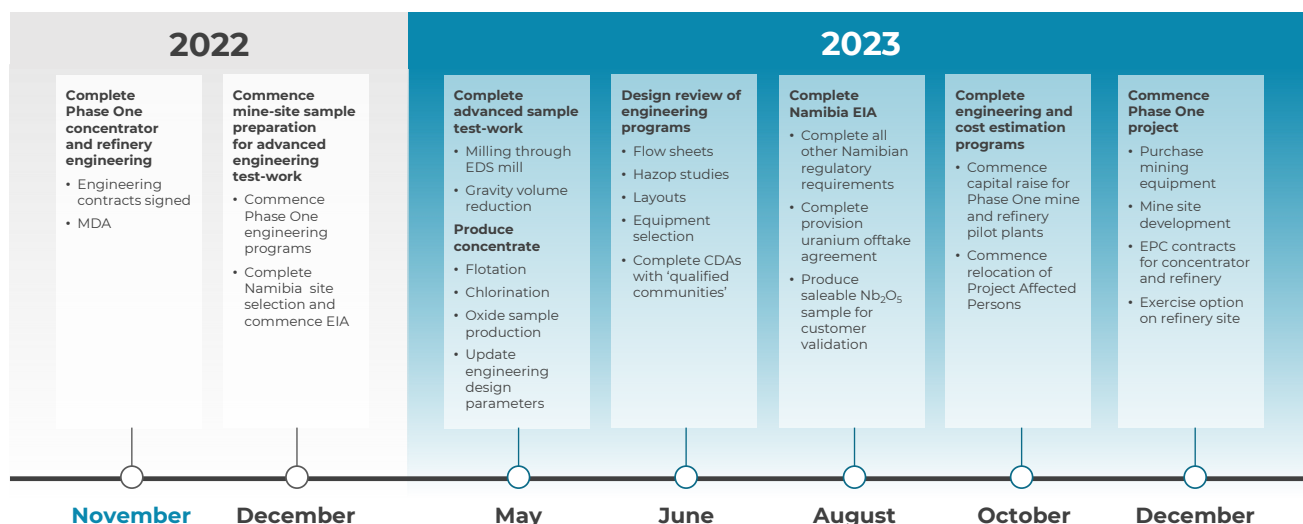 2022
2023
Complete
Phase One
concentrator
and refinery
engineering
• Engineering
contracts signed
• MDA
Commence
mine-site sample
preparation
for advanced
engineering
test-work
• Commence
Phase One
engineering
programs
• Complete
Namibia site
selection and
commence EIA
Complete
advanced sample
test-work
• Milling through
EDS mill
• Gravity volume
reduction
Produce
concentrate
• Flotation
• Chlorination
• Oxide sample
production
• Update
engineering
design
parameters
Design review of
engineering
programs
• Flow sheets
• Hazop studies
• Layouts
• Equipment
selection
• Complete CDAs
with ‘qualified
communities’
Complete
Namibia EIA
• Complete all
other Namibian
regulatory
requirements
• Complete
provision
uranium offtake
agreement
• Produce
saleable Nb₂O₅
sample for
customer
validation
Complete
engineering and
cost estimation
programs
• Commence
capital raise for
Phase One mine
and refinery
pilot plants
• Commence
relocation of
Project Affected
Persons
Commence
Phase One
project
• Purchase
mining
equipment
• Mine site
development
• EPC contracts
for concentrator
and refinery
• Exercise option
on refinery site
November
December
May
June
August
October
December